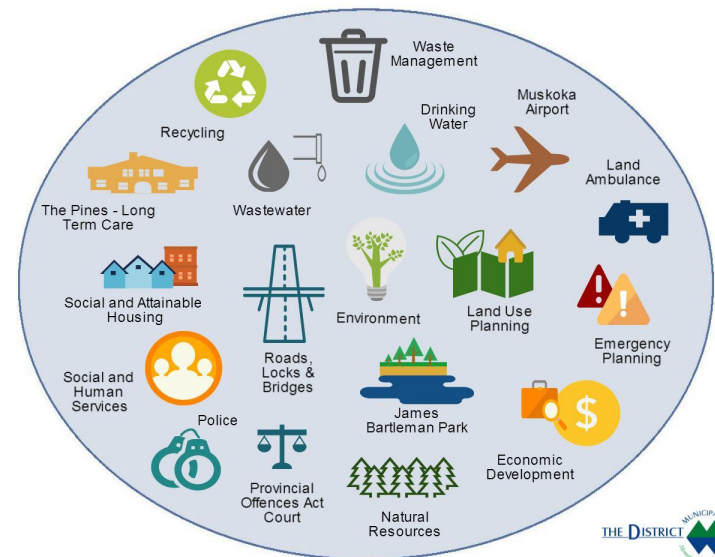 Waste
Management
Recycling
Drinking
Water
Muskoka
Airport
Land
Ambulance
The Pines - Long
Term Care
Wastewater
Social and Attainable
Housing
Roads,
Locks &
Bridges
Environment
Land Use
Planning
Emergency
Planning
Social and
Human
Services
Police
Provincial
Offences Act
Court
James
Bartleman Park
Natural
Resources
$
Economic
Development
THE DISTRICT